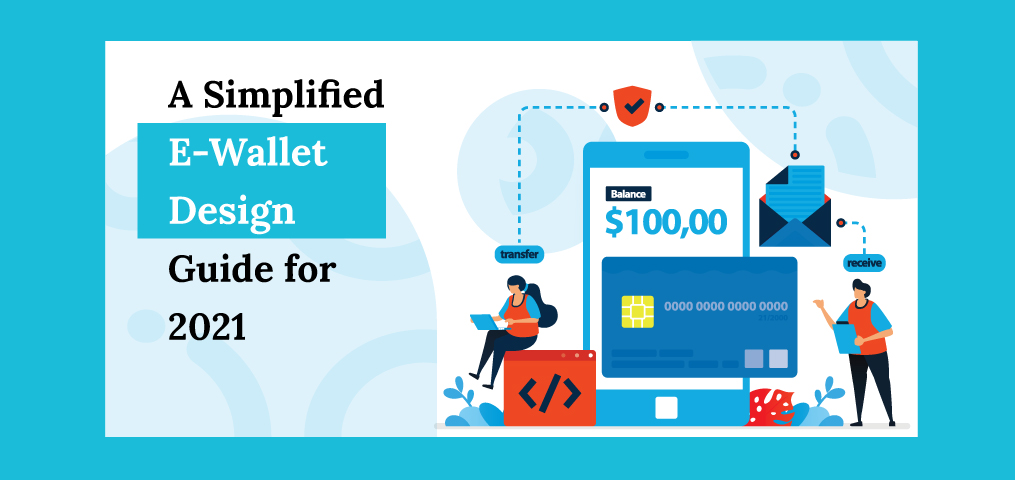 A Simplified
E-Wallet
Design
Guide for
2021
Balance
$100,00
transfer
receive
0000 0000 0000 0000